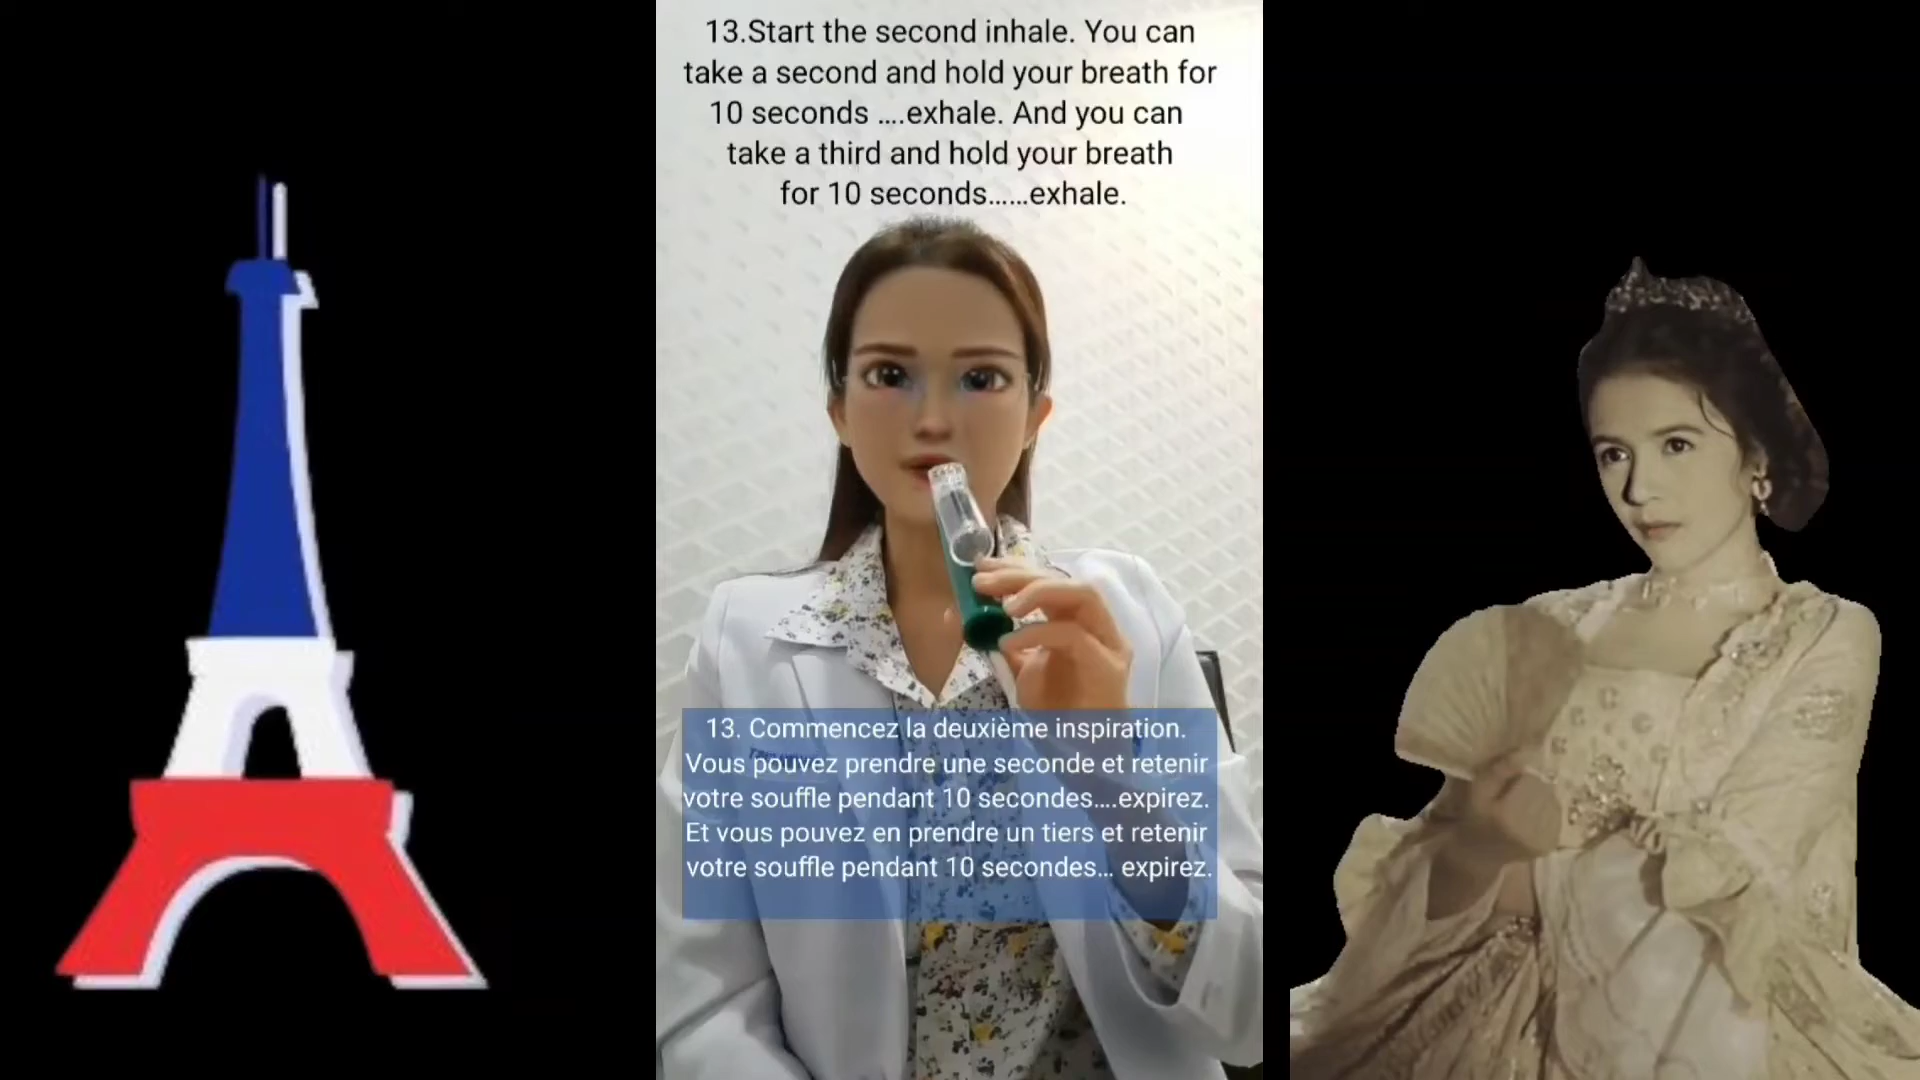 13.Start the second inhale. You can
take a second and hold your breath for
10 seconds ....exhale. And you can
take a third and hold your breath
for 10 seconds......exhale.
13. Commencez la deuxième inspiration.
Vous pouvez prendre une seconde et retenir
votre souffle pendant 10 secondes....expirez.
Et vous pouvez en prendre un tiers et retenir
votre souffle pendant 10 secondes... expirez.